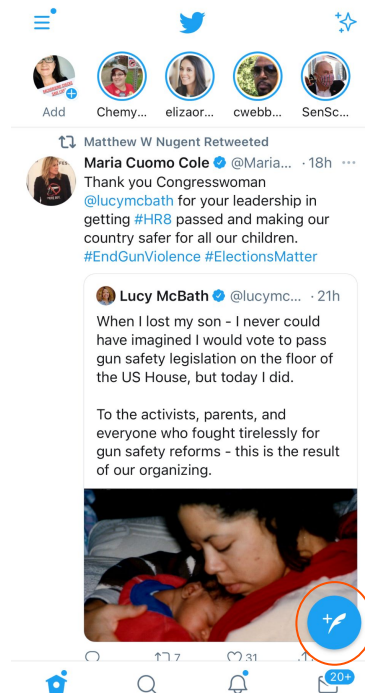 Add Chemy... elizaor... cwebb... SenSc...
Matthew W Nugent Retweeted
Maria Cuomo Cole @Maria... · 18h ···
Thank you Congresswoman
@lucymcbath for your leadership in
getting #HR8 passed and making our
country safer for all our children.
#EndGunViolence #ElectionsMatter
Lucy McBath @lucymc... · 21h
When I lost my son - I never could
have imagined I would vote to pass
gun safety legislation on the floor of
the US House, but today I did.
To the activists, parents, and
everyone who fought tirelessly for
gun safety reforms - this is the result
of our organizing.
7 31
20+